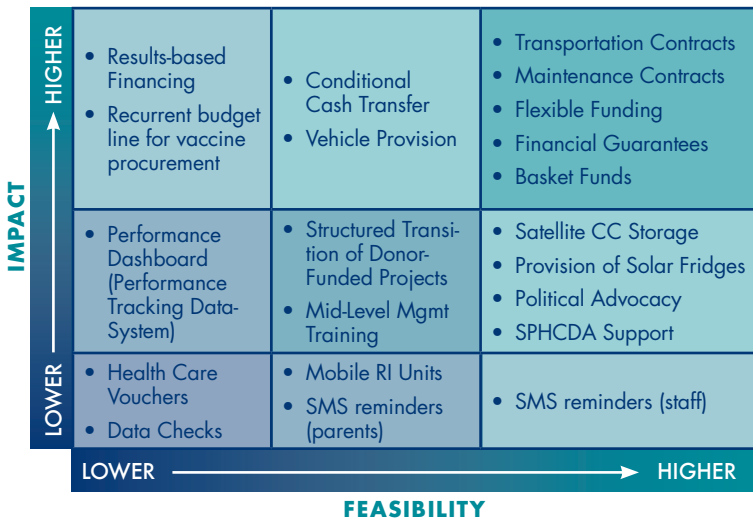 IMPACT
HIGHER
LOWER
• Results-based
Financing
• Recurrent budget
line for vaccine
procurement
• Conditional
Cash Transfer
• Vehicle Provision
• Transportation Contracts
• Maintenance Contracts
• Flexible Funding
• Financial Guarantees
• Basket Funds
• Performance
Dashboard
(Performance
Tracking Data-
System)
• Structured Transi-
tion of Donor-
Funded Projects
• Mid-Level Mgmt
Training
• Satellite CC Storage
• Provision of Solar Fridges
• Political Advocacy
• SPHCDA Support
• Health Care
Vouchers
• Data Checks
• Mobile RI Units
• SMS reminders
(parents)
• SMS reminders (staff)
LOWER
HIGHER
FEASIBILITY